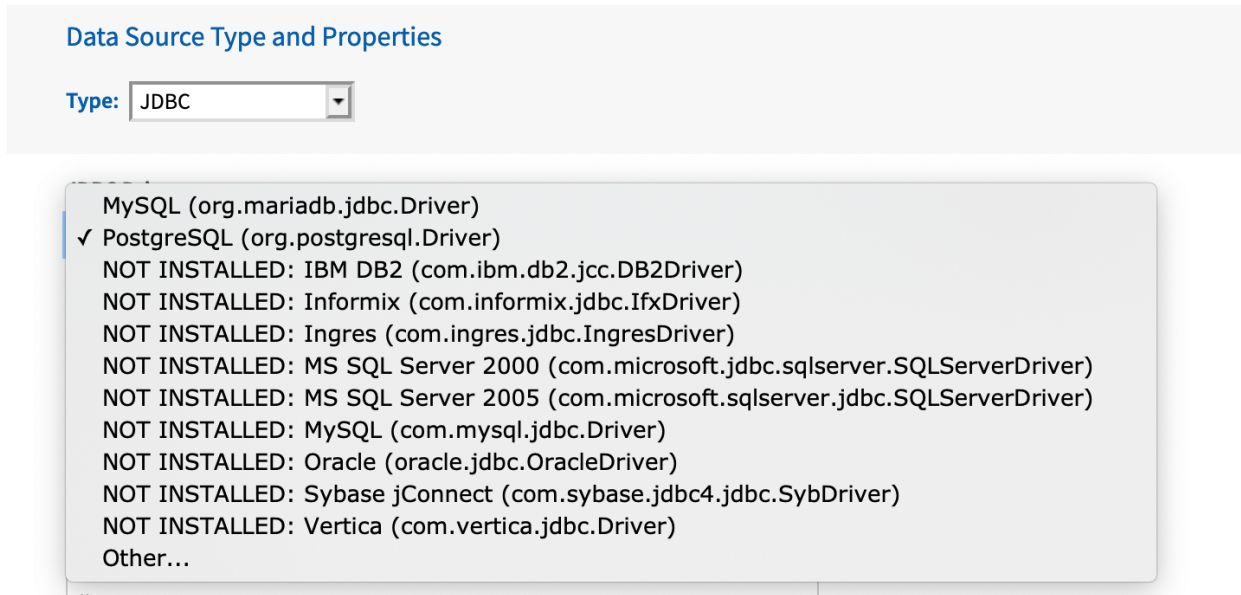 Data Source Type and Properties
Type: JDBC
MySQL (org.mariadb.jdbc.Driver)
✓ PostgreSQL (org.postgresql.Driver)
NOT INSTALLED: IBM DB2 (com.ibm.db2.jcc.DB2Driver)
NOT INSTALLED: Informix (com.informix.jdbc.IfxDriver)
NOT INSTALLED: Ingres (com.ingres.jdbc.IngresDriver)
NOT INSTALLED: MS SQL Server 2000 (com.microsoft.jdbc.sqlserver.SQLServerDriver)
NOT INSTALLED: MS SQL Server 2005 (com.microsoft.sqlserver.jdbc.SQLServerDriver)
NOT INSTALLED: MySQL (com.mysql.jdbc.Driver)
NOT INSTALLED: Oracle (oracle.jdbc.OracleDriver)
NOT INSTALLED: Sybase jConnect (com.sybase.jdbc4.jdbc.SybDriver)
NOT INSTALLED: Vertica (com.vertica.jdbc.Driver)
Other...